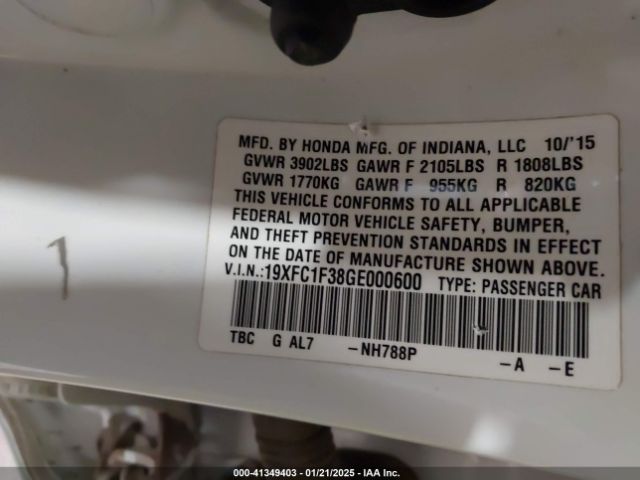 MFD. BY HONDA MFG. OF INDIANA, LLC 10/'15
GVWR 3902LBS GAWR F 2105LBS R 1808LBS
GVWR 1770KG GAWR F 955KG R 820KG
THIS VEHICLE CONFORMS TO ALL APPLICABLE
FEDERAL MOTOR VEHICLE SAFETY, BUMPER,
AND THEFT PREVENTION STANDARDS IN EFFECT
ON THE DATE OF MANUFACTURE SHOWN ABOVE.
V.I.N.:19XFC1F38GE000600 TYPE: PASSENGER CAR
TBC G AL7 -NH788P -A -E
1
000-41349403 - 01/21/2025 - IAA Inc.